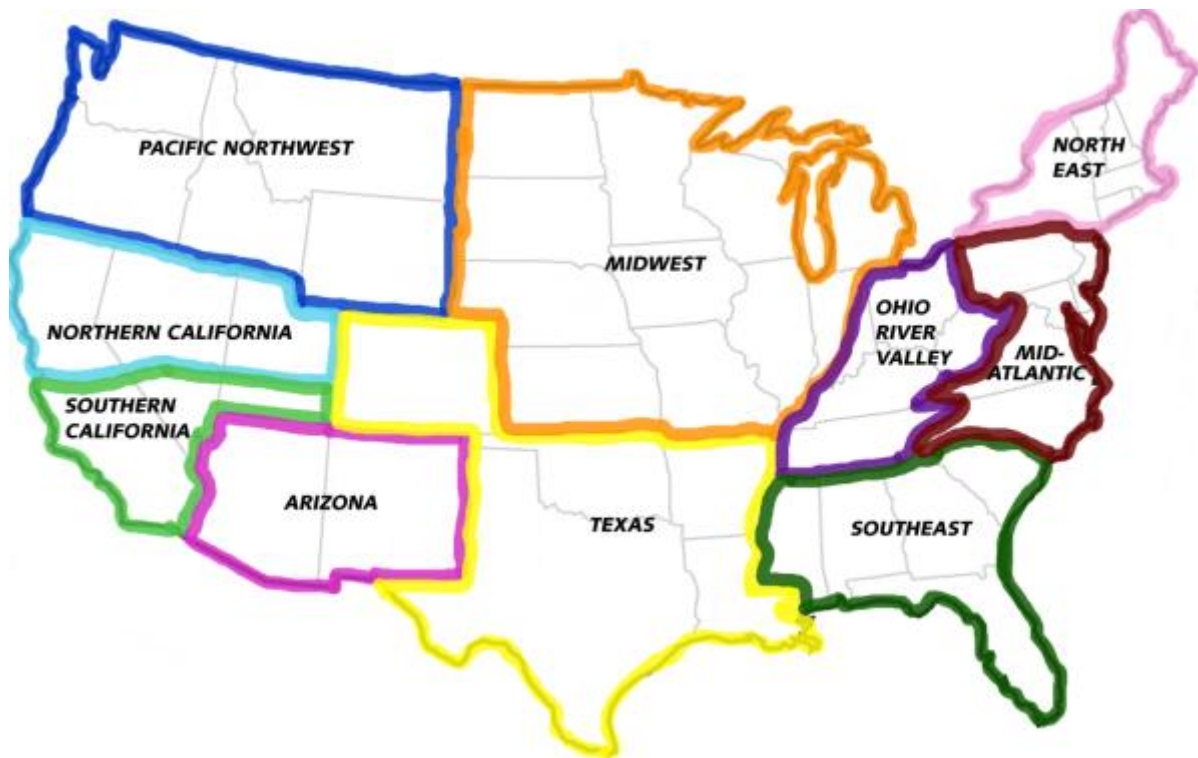 PACIFIC NORTHWEST
NORTH
EAST
MIDWEST
OHIO
RIVER
VALLEY
NORTHERN CALIFORNIA
MID-
ATLANTIC
SOUTHERN
CALIFORNIA
ARIZONA
TEXAS
SOUTHEAST